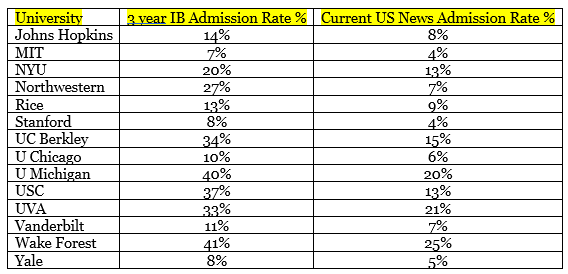 University 3 year IB Admission Rate % Current US News Admission Rate %
Johns Hopkins 14% 8%
MIT 7% 4%
NYU 20% 13%
Northwestern 27% 7%
Rice 13% 9%
Stanford 8% 4%
UC Berkley 34% 15%
U Chicago 10% 6%
U Michigan 40% 20%
USC 37% 13%
UVA 33% 21%
Vanderbilt 11% 7%
Wake Forest 41% 25%
Yale 8% 5%